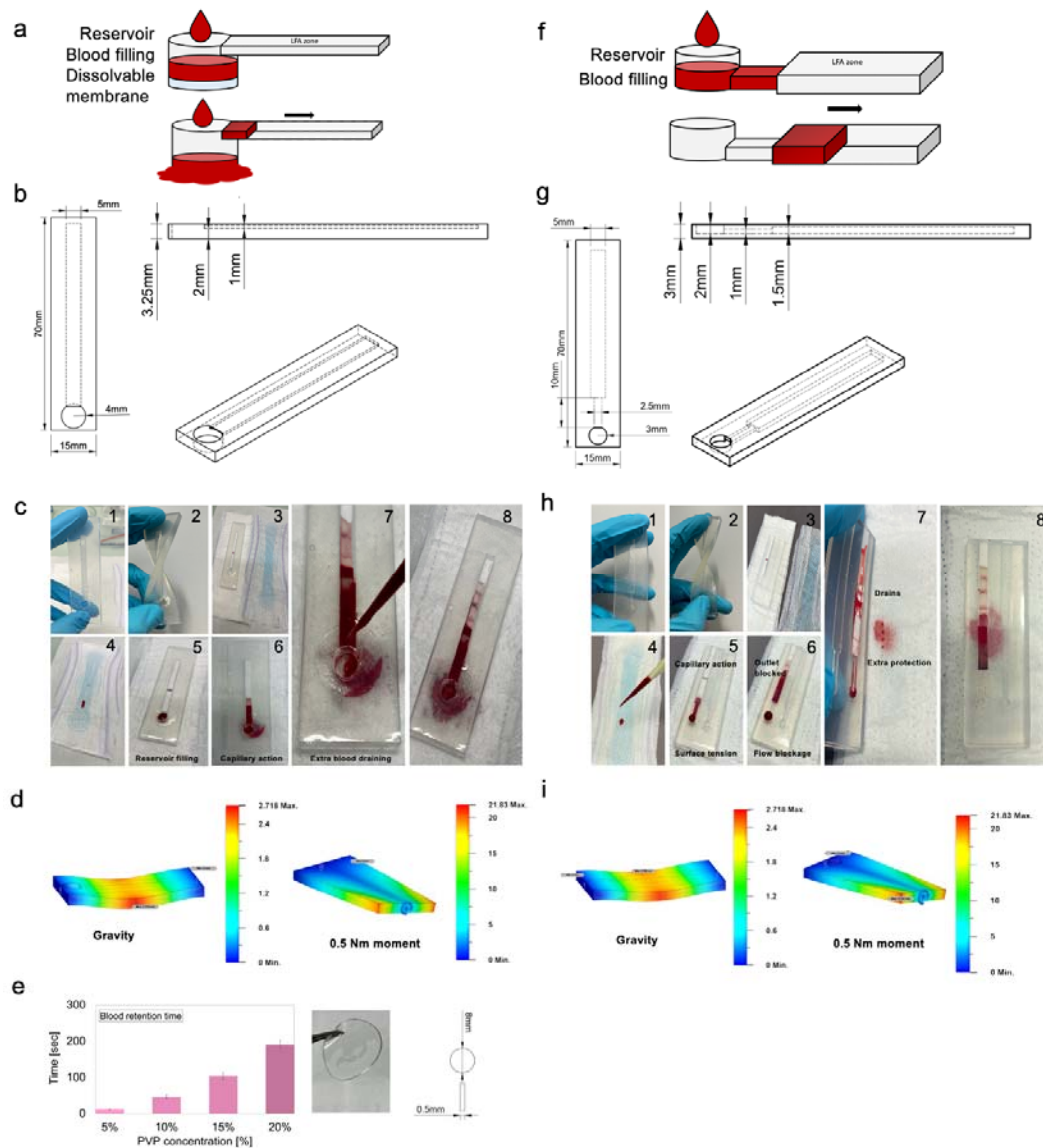 a
Reservoir
Blood filling
Dissolvable
membrane
LFA zone
f
Reservoir
Blood filling
LFA zone
b
5mm
70mm
4mm
15mm
3.25mm
2mm
1mm
g
5mm
70mm
10mm
2.5mm
3mm
15mm
3mm
2mm
1mm
1.5mm
c
1
2
3
4
5
Reservoir filling
6
Capillary action
7
Extra blood draining
8
h
1
2
3
4
5
Capillary action
Surface tension
6
Outlet
blocked
Flow blockage
7
Drains
Extra protection
8
d
2.718 Max.
2.4
1.8
1.2
0.6
0 Min.
Gravity
21.83 Max.
20
15
10
5
0 Min.
0.5 Nm moment
i
2.718 Max.
2.4
1.8
1.2
0.6
0 Min.
Gravity
21.83 Max.
20
15
10
5
0 Min.
0.5 Nm moment
e
Blood retention time
Time [sec]
300
200
100
0
5%
10%
15%
20%
PVP concentration [%]
8mm
0.5mm